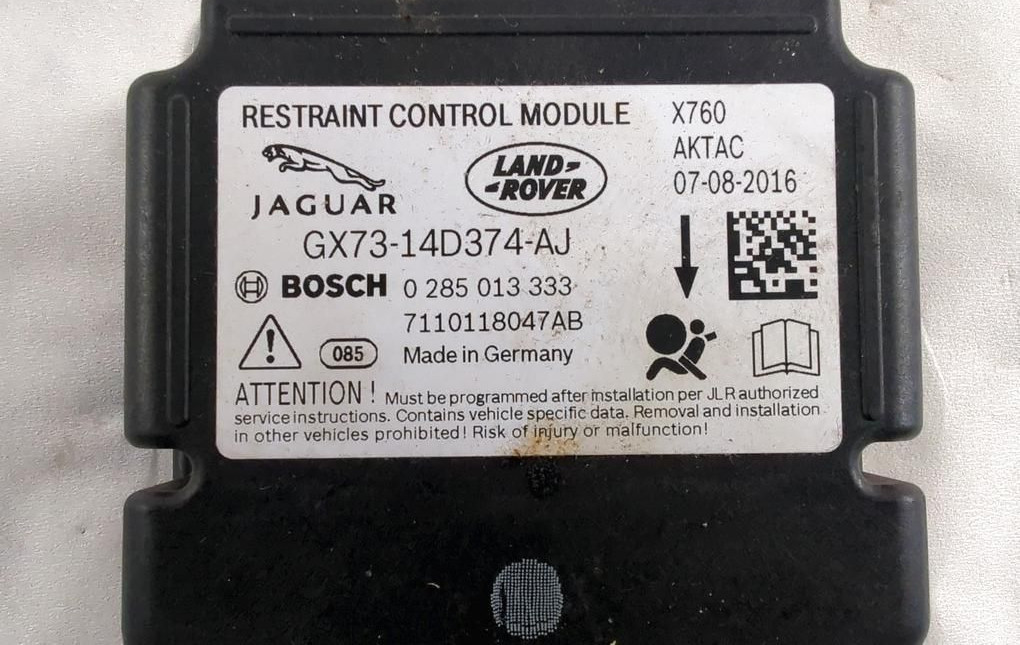 RESTRAINT CONTROL MODULE
X760
AKTAC
07-08-2016
JAGUAR
LAND-
-ROVER
GX73-14D374-AJ
BOSCH 0 285 013 333
7110118047AB
085 Made in Germany
ATTENTION ! Must be programmed after installation per JLR authorized
service instructions. Contains vehicle specific data. Removal and installation
in other vehicles prohibited! Risk of injury or malfunction!